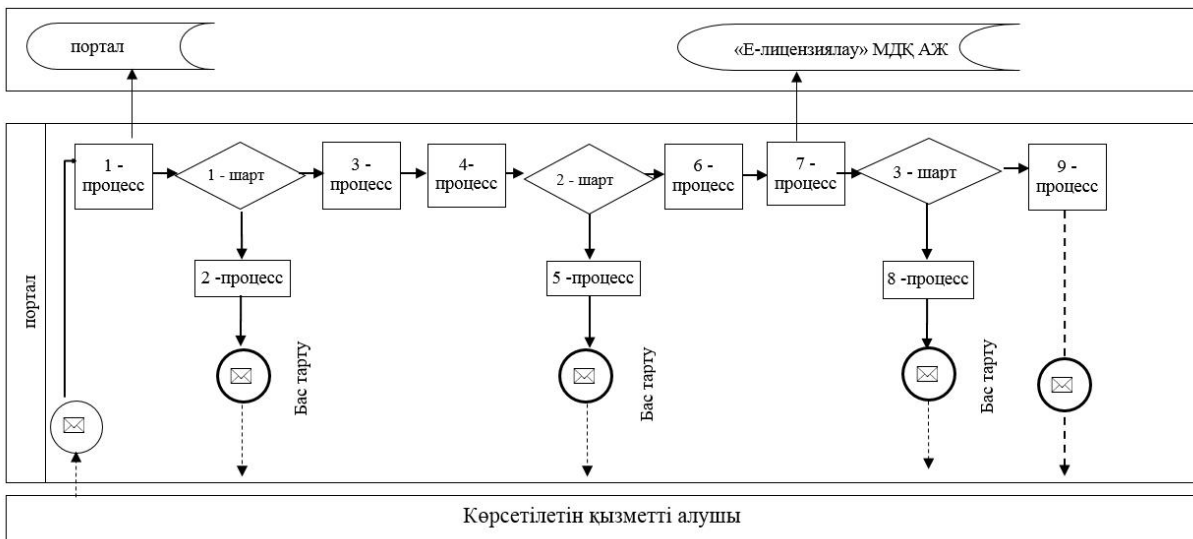 портал
«Е-лицензиялау» МДҚ АЖ
портал
1 -
процесс
1 - шарт
3 -
процесс
4-
процесс
2 - шарт
6 -
процесс
7 -
процесс
3 - шарт
9 -
процесс
2 -процесс
5 -процесс
8 -процесс
Бас тарту
Бас тарту
Бас тарту
Көрсетілетін қызметті алушы